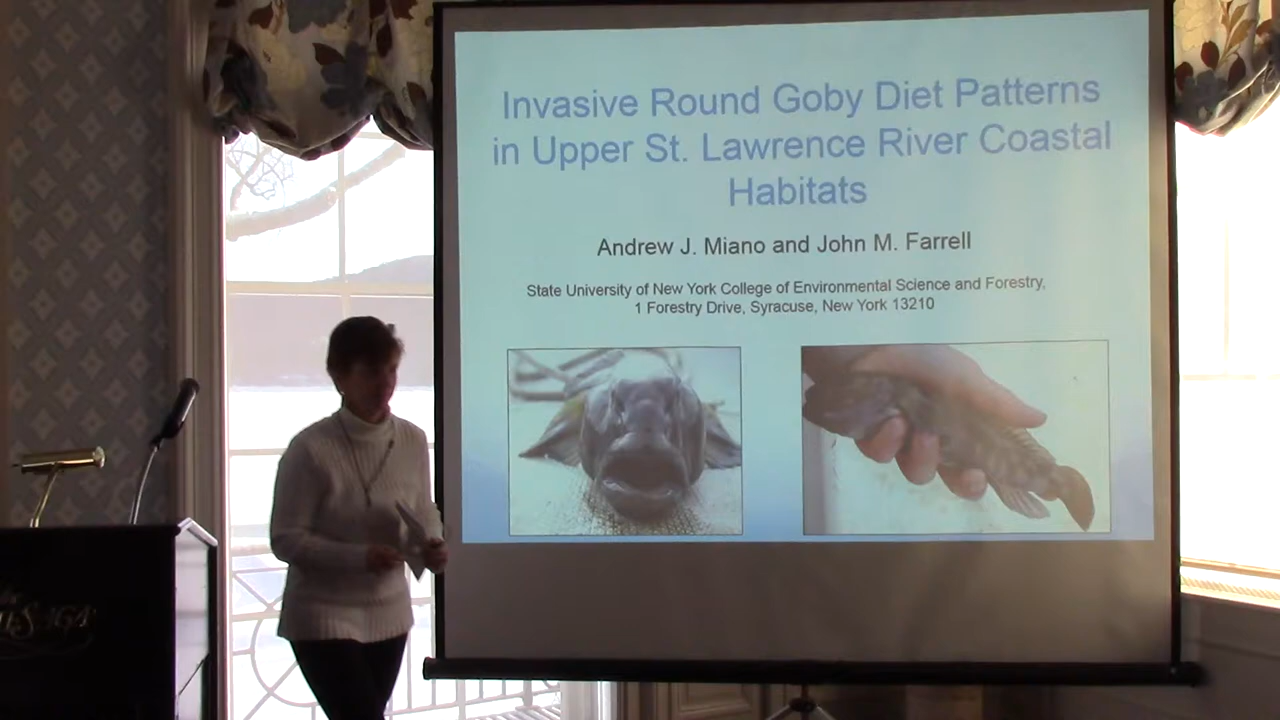 Invasive Round Goby Diet Patterns
in Upper St. Lawrence River Coastal
Habitats
Andrew J. Miano and John M. Farrell
State University of New York College of Environmental Science and Forestry,
1 Forestry Drive, Syracuse, New York 13210